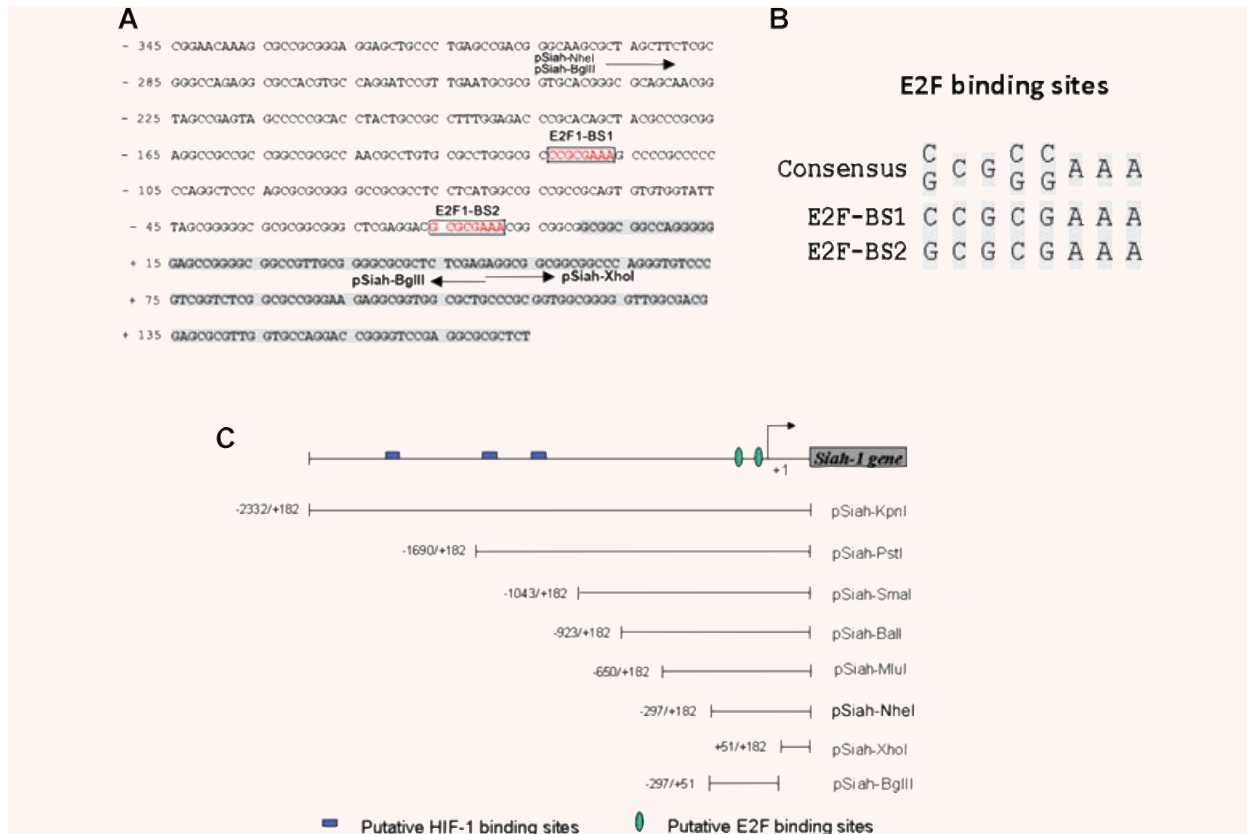 A
- 345 CGGAACAAAG CGCCGCGGGA GGAGCTGCCC TGAGCCGACG GGCAAGCGCT AGCTTCTCGC
pSiah-NheI
pSiah-BglII
- 285 GGGCCAGAGG CGCCACGTGC CAGGATCCGT TGAATGCGCG GTGCACGGGC GCAGCAACGG
- 225 TAGCCGAGTA GCCCCCGCAC CTACTGCCGC CTTTGGAGAC CCGCACAGCT ACGCCCGCGG
E2F1-BS1
- 165 AGGCCGCCGC CGGCCGCGCC AACGCCTGTG CGCCTGCGCG CCCGCGAAAG CCCCGCCCCC
- 105 CCAGGCTCCC AGCGCGCGGG GCCGCGCCTC CTCATGGCCG CCGCCGCAGT GTGTGGTATT
E2F1-BS2
- 45 TAGCGGGGGC GCGCGGCGGG CTCGAGGACG CGCGAAACGG CGGCGGCGGC GGCCAGGGGG
+ 15 GAGCCGGGGC GGCCGTTGCG GGGCGCGCTC TCGAGAGGCG GCGGCGGCCC AGGGTGTCCC
pSiah-BglII pSiah-XhoI
+ 75 GTCGGTCTCG GCGCCGGGAA GAGGCGGTGG CGCTGCCCGC GGTGGCGGGG GTTGGCGACG
+ 135 GAGCGCGTTG GTGCCAGGAC CGGGGTCCGA GGCGCGCTCT
B
E2F binding sites
C C C
Consensus C G A A A
G G G
E2F-BS1 C C G C G A A A
E2F-BS2 G C G C G A A A
C
+1
Siah-1 gene
-2332/+182 pSiah-KpnI
-1690/+182 pSiah-PstI
-1043/+182 pSiah-SmaI
-923/+182 pSiah-BalI
-650/+182 pSiah-MluI
-297/+182 pSiah-NheI
+51/+182 pSiah-XhoI
-297/+51 pSiah-BglII
Putative HIF-1 binding sites Putative E2F binding sites